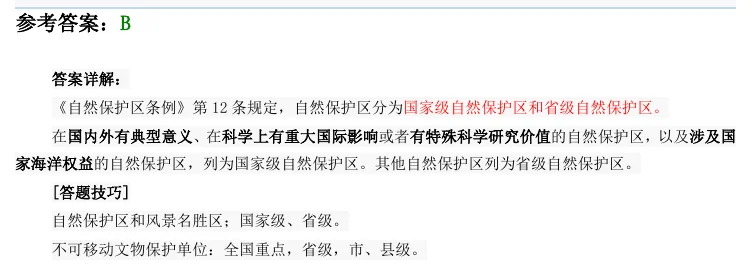 参考答案：B
答案详解：
《自然保护区条例》第 12 条规定，自然保护区分为国家级自然保护区和省级自然保护区。
在国内外有典型意义、在科学上有重大国际影响或者有特殊科学研究价值的自然保护区，以及涉及国
家海洋权益的自然保护区，列为国家级自然保护区。其他自然保护区列为省级自然保护区。
[答题技巧]
自然保护区和风景名胜区；国家级、省级。
不可移动文物保护单位：全国重点，省级，市、县级。